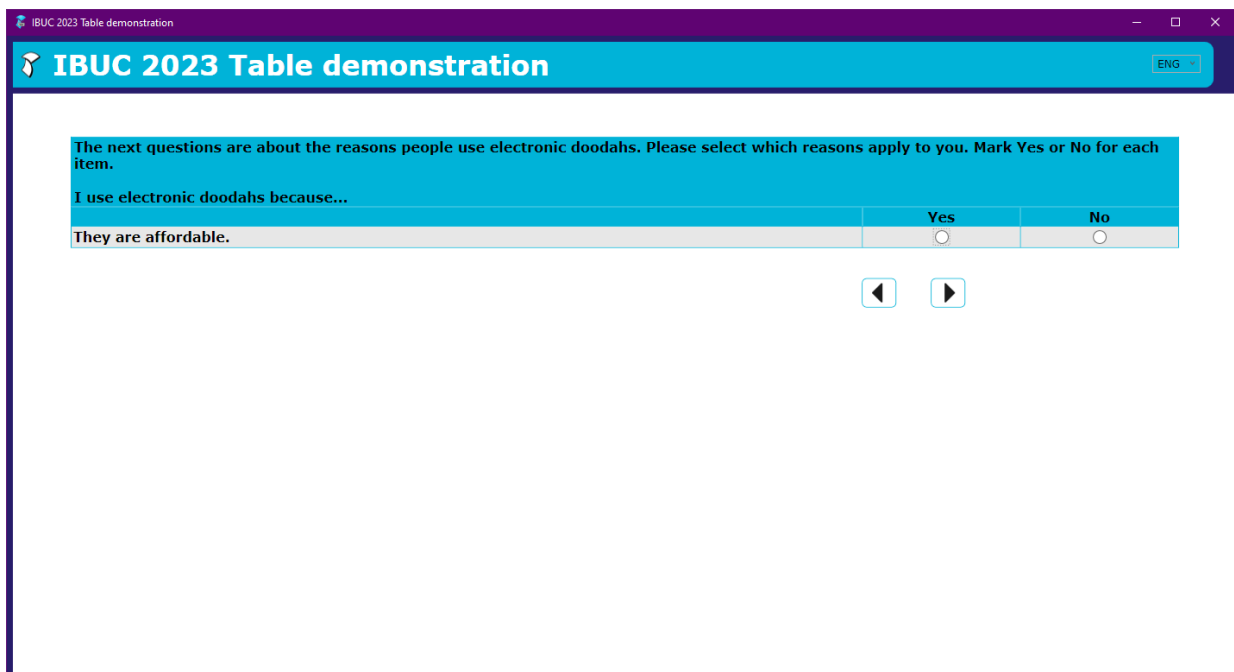 IBUC 2023 Table demonstration
IBUC 2023 Table demonstration
ENG
The next questions are about the reasons people use electronic doodahs. Please select which reasons apply to you. Mark Yes or No for each
item.
I use electronic doodahs because...
Yes No
They are affordable.